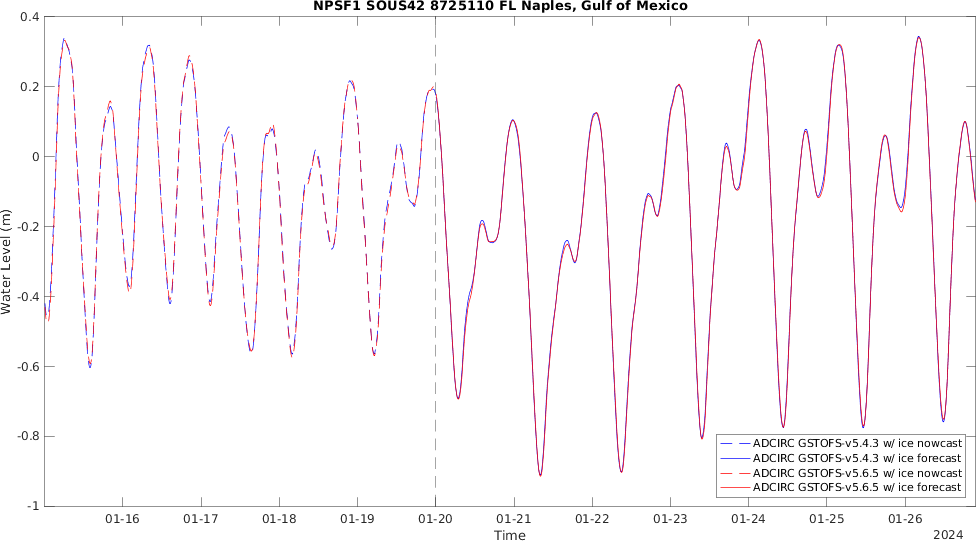 NPSF1 SOUS42 8725110 FL Naples, Gulf of Mexico
0.4
0.2
0
-0.2
-0.4
-0.6
-0.8
-1
Water Level (m)
01-16 01-17 01-18 01-19 01-20 01-21 01-22 01-23 01-24 01-25 01-26
Time
2024
ADCIRC GSTOFS-v5.4.3 w/ ice nowcast
ADCIRC GSTOFS-v5.4.3 w/ ice forecast
ADCIRC GSTOFS-v5.6.5 w/ ice nowcast
ADCIRC GSTOFS-v5.6.5 w/ ice forecast